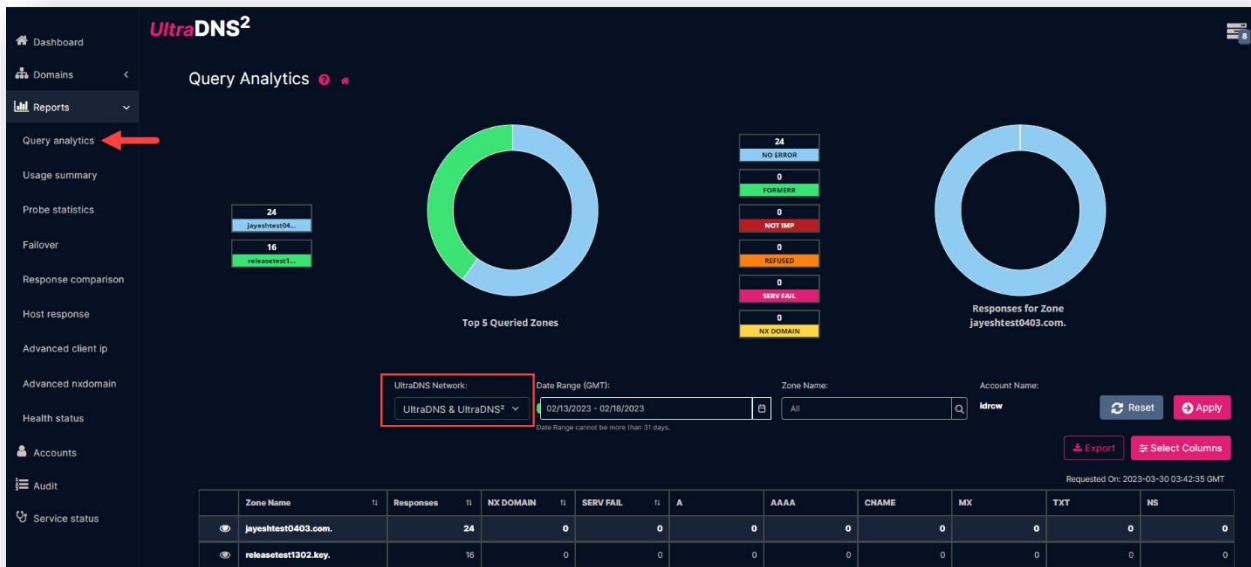 UltraDNS²
8
Dashboard
Domains
Reports
Query analytics
Usage summary
Probe statistics
Failover
Response comparison
Host response
Advanced client ip
Advanced nxdomain
Health status
Accounts
Audit
Service status
Query Analytics
24
jayeshtest04...
16
releasetest1...
Top 5 Queried Zones
24
NO ERROR
0
FORMERR
0
NOT IMP
0
REFUSED
0
SERV FAIL
0
NX DOMAIN
Responses for Zone
jayeshtest0403.com.
UltraDNS Network:
UltraDNS & UltraDNS²
Date Range (GMT):
02/13/2023 - 02/18/2023
Date Range cannot be more than 31 days.
Zone Name:
All
Account Name:
idrcw
Reset
Apply
Export
Select Columns
Requested On: 2023-03-30 03:42:35 GMT
Zone Name Responses NX DOMAIN SERV FAIL A AAAA CNAME MX TXT NS
jayeshtest0403.com. 24 0 0 0 0 0 0 0 0
releasetest1302.key. 16 0 0 0 0 0 0 0 0